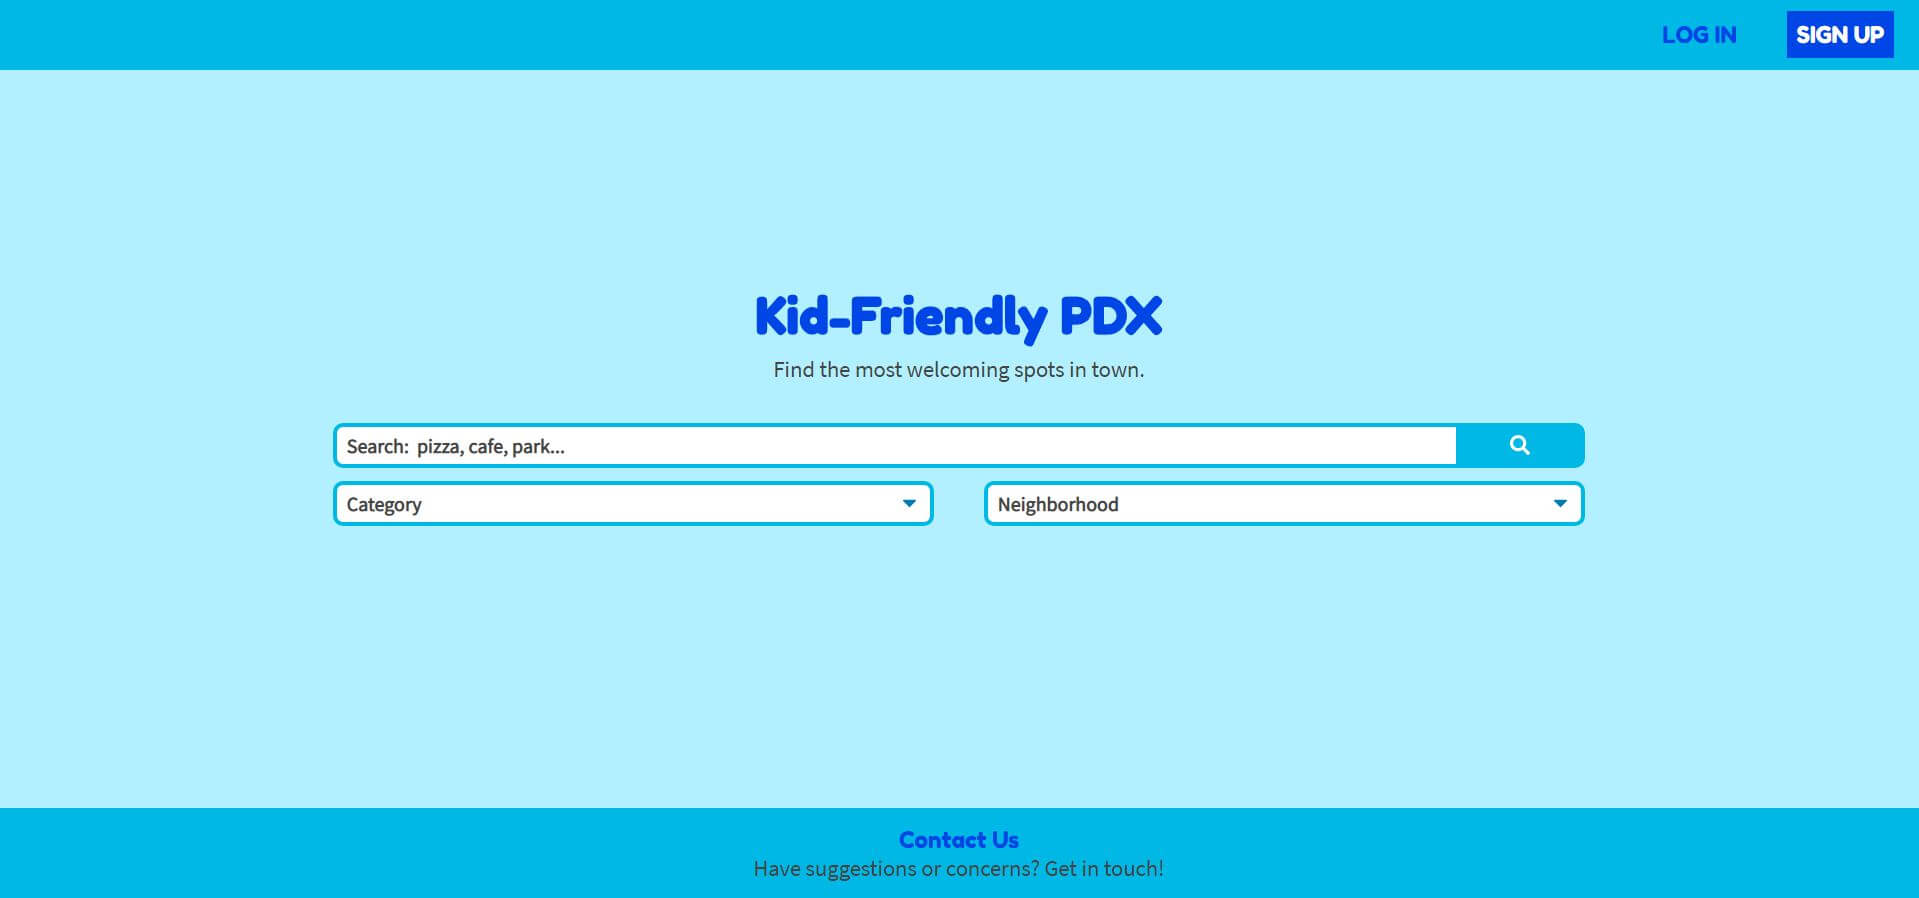 LOG IN
SIGN UP
Kid-Friendly PDX
Find the most welcoming spots in town.
Search:  pizza, cafe, park...
Category
Neighborhood
Contact Us
Have suggestions or concerns? Get in touch!